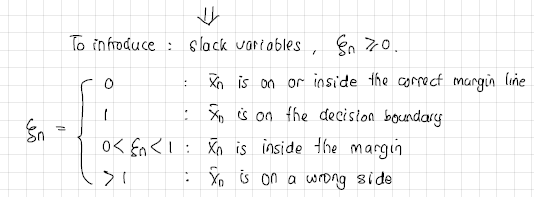 ⇓
To introduce : slack variables , ξn ⩾ 0.
0 : x̄n is on or inside the correct margin line
1 : x̄n is on the decision boundary
ξn =
0 < ξn < 1 : x̄n is inside the margin
> 1 : x̄n is on a wrong side